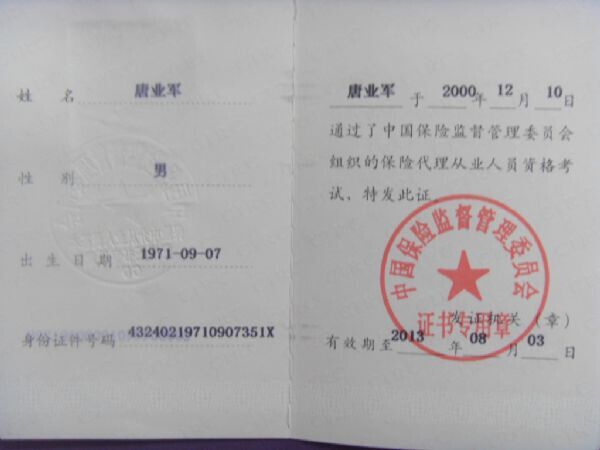 姓 名 唐业军
性 别 男
出生日期 1971-09-07
身份证件号码 43240219710907351X
唐业军 于 2000 年 12 月 10 日
通过了中国保险监督管理委员会
组织的保险代理从业人员资格考
试，特发此证。
中国保险监督管理委员会
证书专用章
发证机关（章）
有效期至 2013 年 08 月 03 日